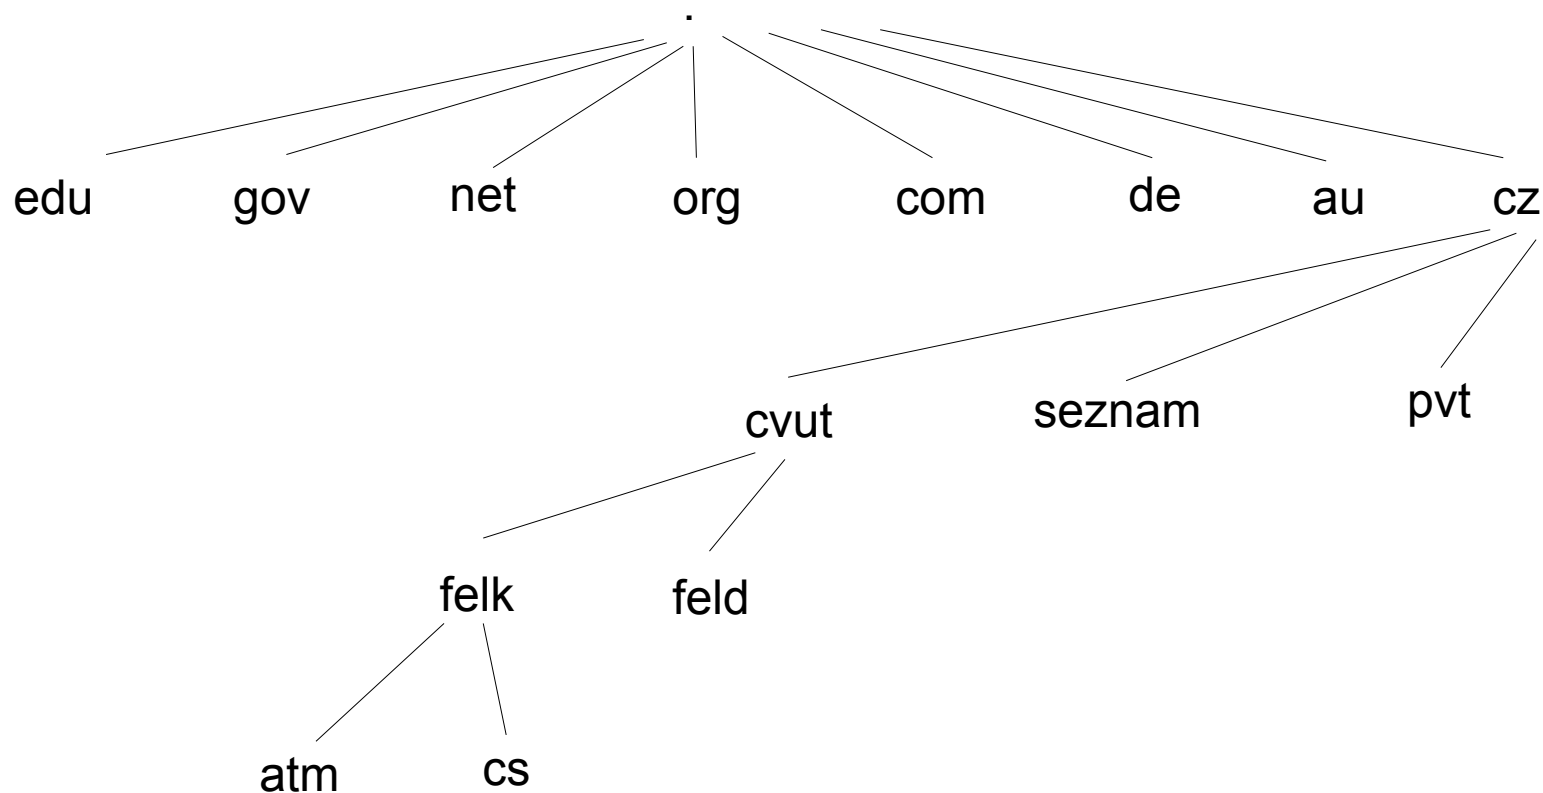 .
edu gov net org com de au cz
cvut seznam pvt
felk feld
atm cs